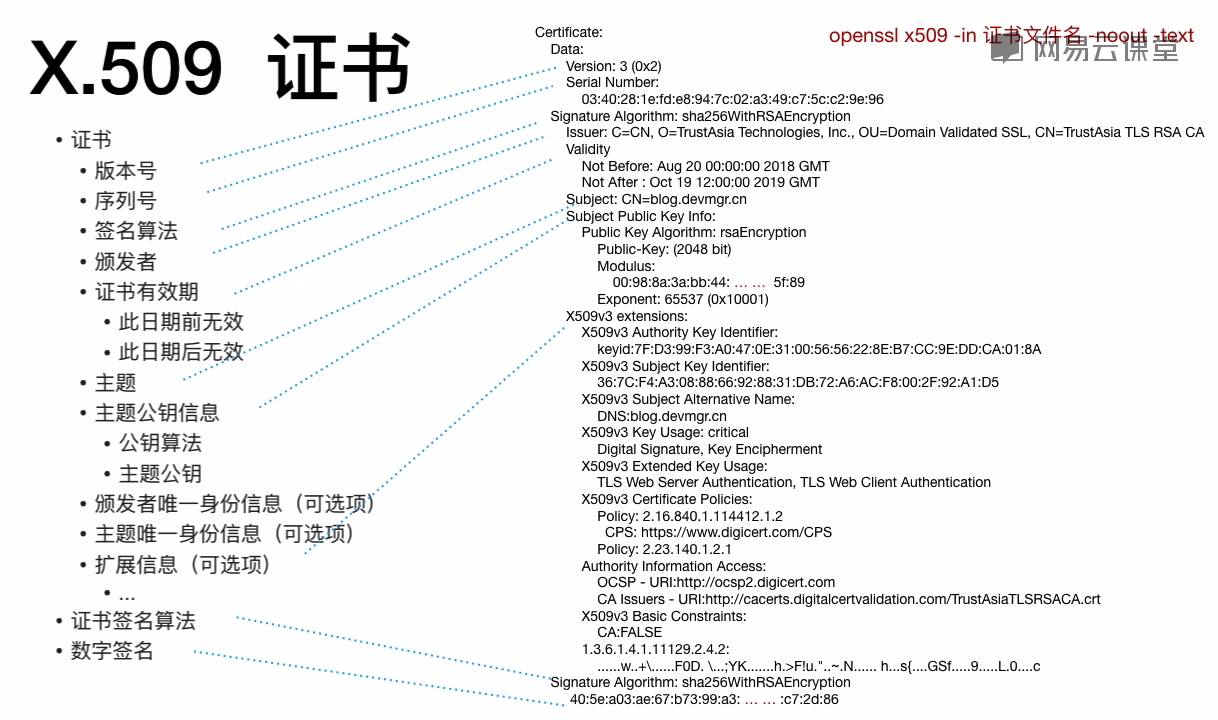 X.509 证书
• 证书
• 版本号
• 序列号
• 签名算法
• 颁发者
• 证书有效期
• 此日期前无效
• 此日期后无效
• 主题
• 主题公钥信息
• 公钥算法
• 主题公钥
• 颁发者唯一身份信息（可选项）
• 主题唯一身份信息（可选项）
• 扩展信息（可选项）
• ...
• 证书签名算法
• 数字签名
openssl x509 -in 证书文件名 -noout -text
网易云课堂
Certificate:
Data:
Version: 3 (0x2)
Serial Number:
03:40:28:1e:fd:e8:94:7c:02:a3:49:c7:5c:c2:9e:96
Signature Algorithm: sha256WithRSAEncryption
Issuer: C=CN, O=TrustAsia Technologies, Inc., OU=Domain Validated SSL, CN=TrustAsia TLS RSA CA
Validity
Not Before: Aug 20 00:00:00 2018 GMT
Not After : Oct 19 12:00:00 2019 GMT
Subject: CN=blog.devmgr.cn
Subject Public Key Info:
Public Key Algorithm: rsaEncryption
Public-Key: (2048 bit)
Modulus:
00:98:8a:3a:bb:44: ... ... 5f:89
Exponent: 65537 (0x10001)
X509v3 extensions:
X509v3 Authority Key Identifier:
keyid:7F:D3:99:F3:A0:47:0E:31:00:56:56:22:8E:B7:CC:9E:DD:CA:01:8A
X509v3 Subject Key Identifier:
36:7C:F4:A3:08:88:66:92:88:31:DB:72:A6:AC:F8:00:2F:92:A1:D5
X509v3 Subject Alternative Name:
DNS:blog.devmgr.cn
X509v3 Key Usage: critical
Digital Signature, Key Encipherment
X509v3 Extended Key Usage:
TLS Web Server Authentication, TLS Web Client Authentication
X509v3 Certificate Policies:
Policy: 2.16.840.1.114412.1.2
CPS: https://www.digicert.com/CPS
Policy: 2.23.140.1.2.1
Authority Information Access:
OCSP - URI:http://ocsp2.digicert.com
CA Issuers - URI:http://cacerts.digitalcertvalidation.com/TrustAsiaTLSRSACA.crt
X509v3 Basic Constraints:
CA:FALSE
1.3.6.1.4.1.11129.2.4.2:
......w..+\......F0D. \...;YK.......h.>F!u."..~.N...... h...s{....GSf.....9.....L.0....c
Signature Algorithm: sha256WithRSAEncryption
40:5e:a03:ae:67:b73:99:a3: ... ... :c7:2d:86